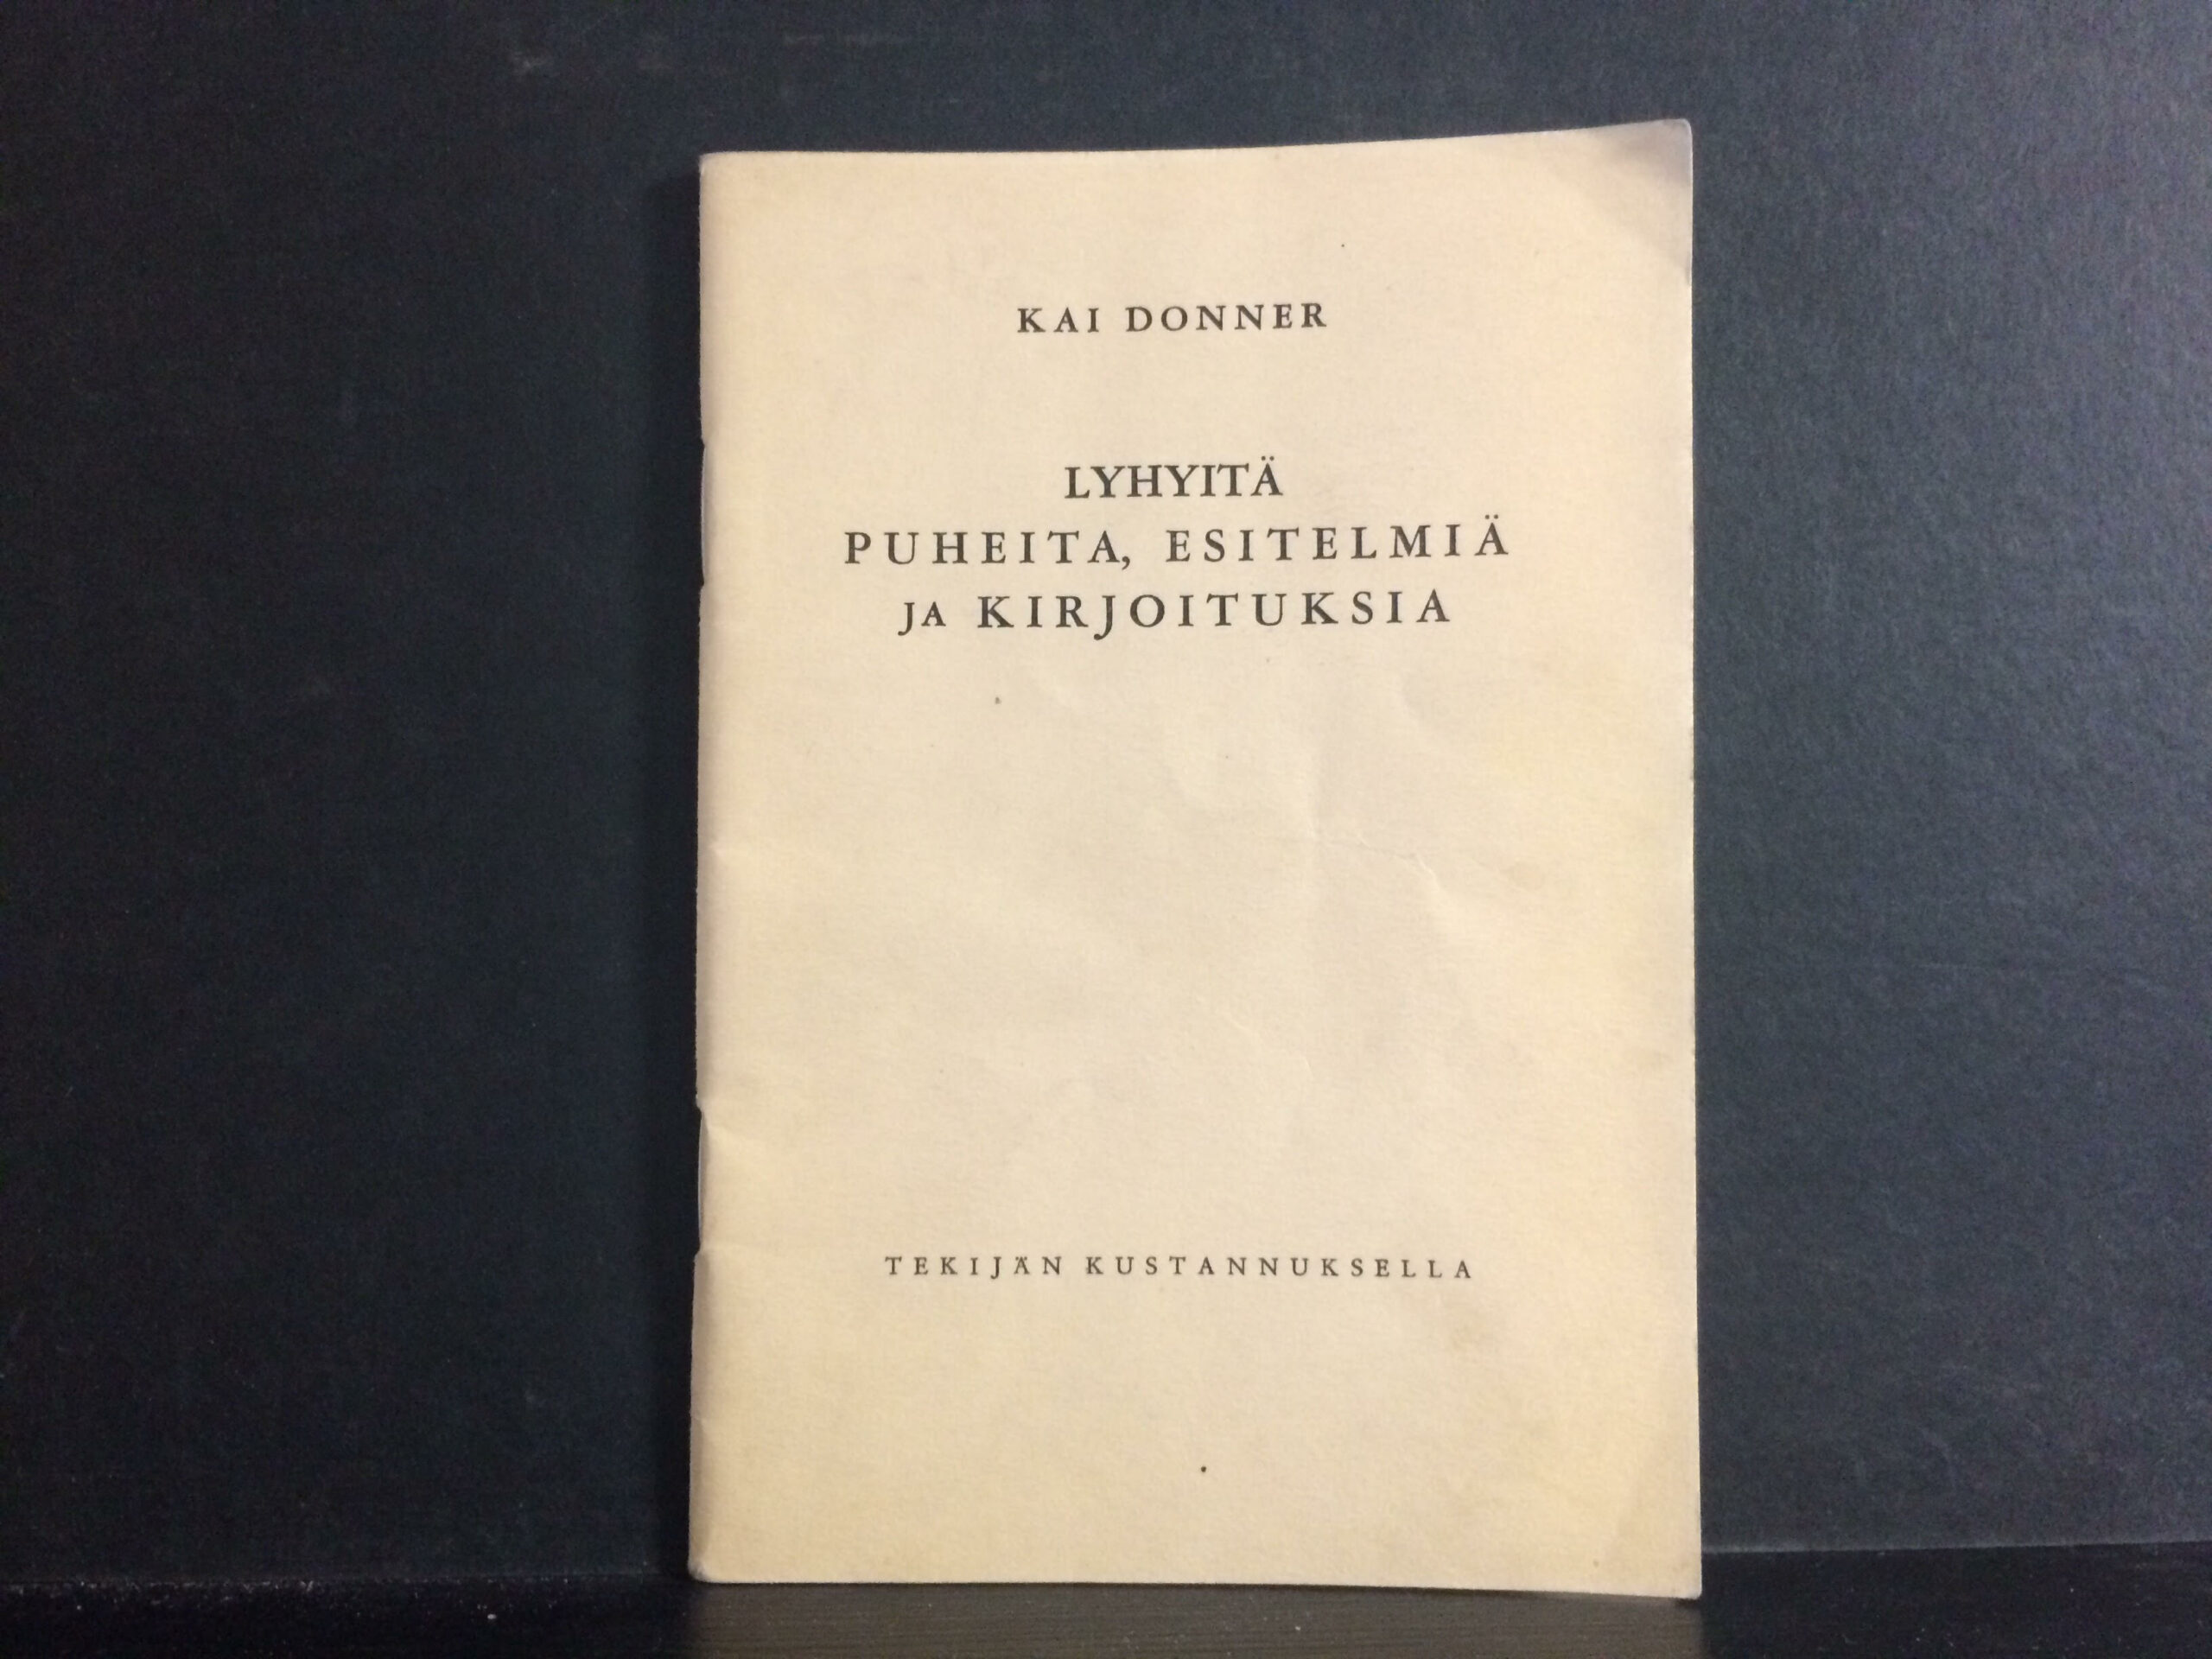 KAI DONNER
LYHYITÄ
PUHEITA, ESITELMIÄ
JA KIRJOITUKSIA
TEKIJÄN KUSTANNUKSELLA